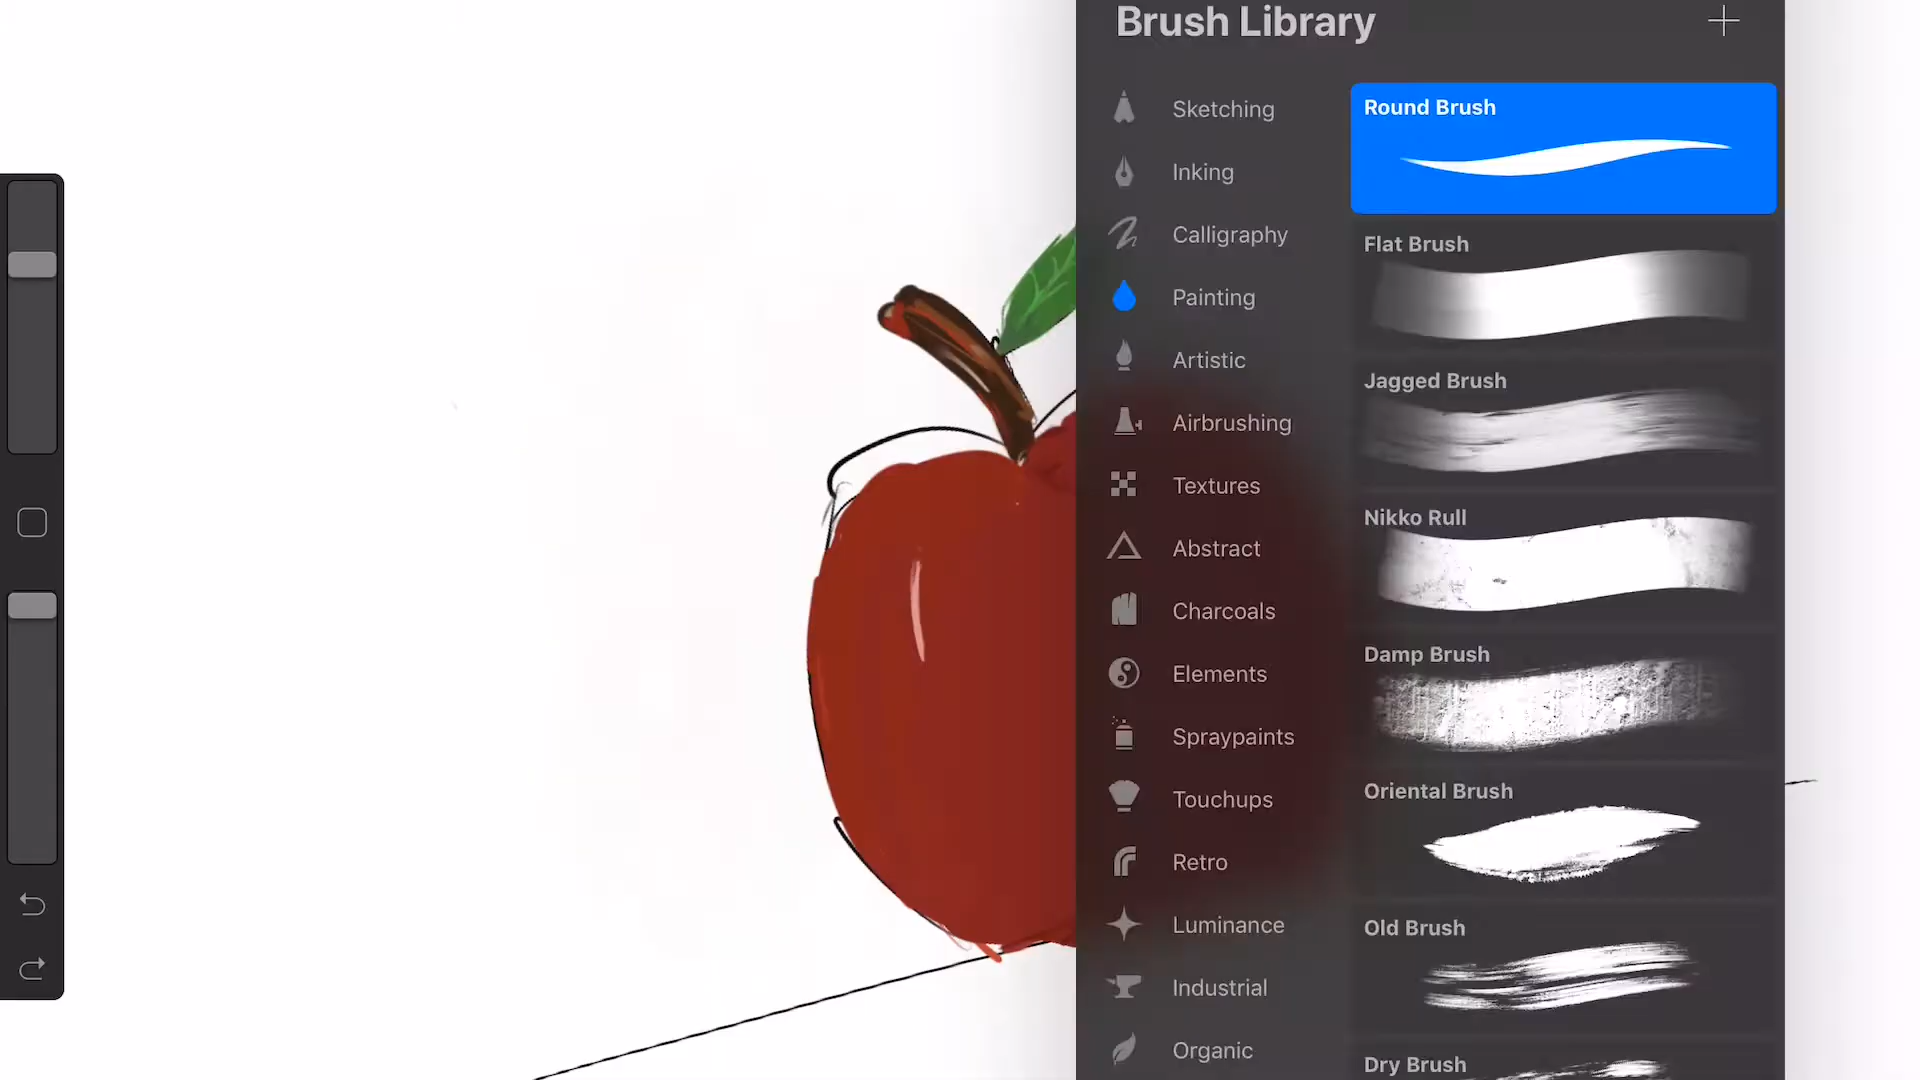 Brush Library
Sketching
Inking
Calligraphy
Painting
Artistic
Airbrushing
Textures
Abstract
Charcoals
Elements
Spraypaints
Touchups
Retro
Luminance
Industrial
Organic
Round Brush
Flat Brush
Jagged Brush
Nikko Rull
Damp Brush
Oriental Brush
Old Brush
Dry Brush